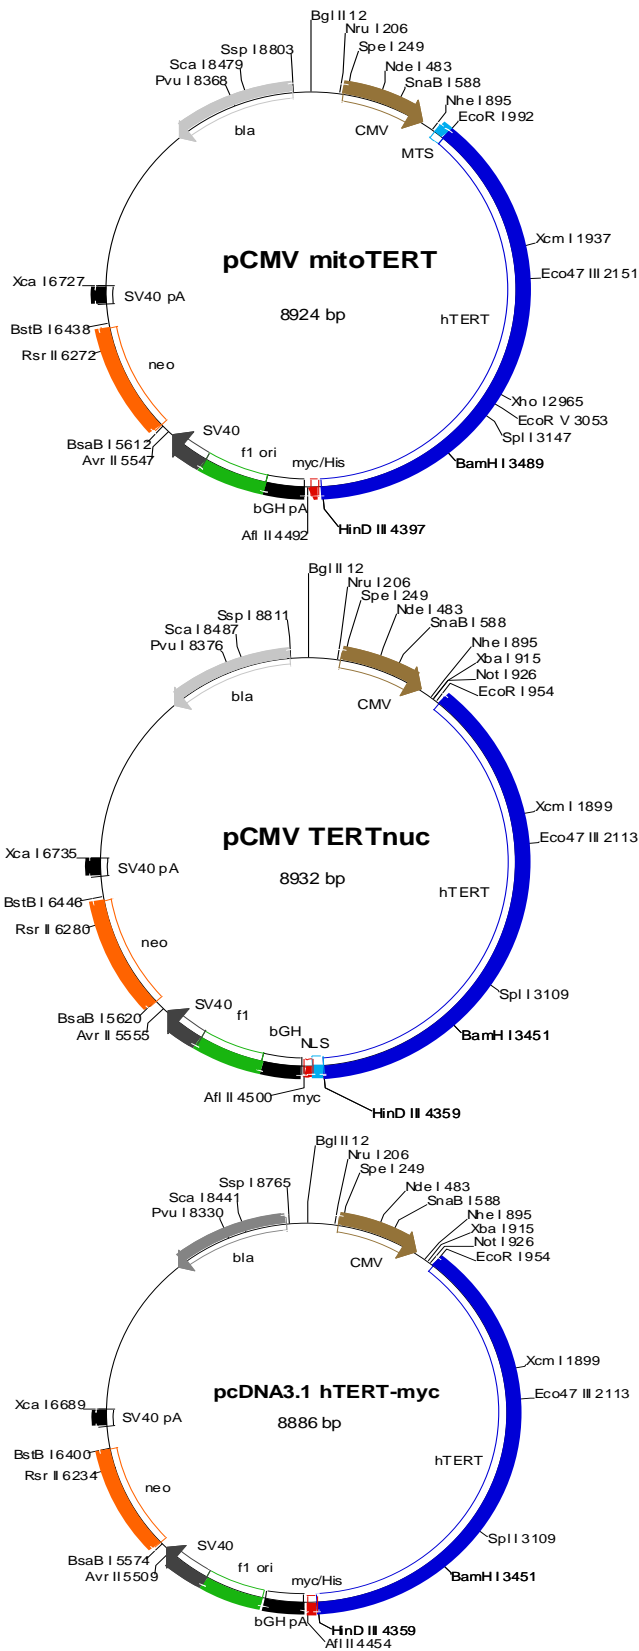 Bgl II 12
Nru I 206
Spe I 249
Nde I 483
SnaB I 588
Nhe I 895
EcoR I 992
Ssp I 8803
Sca I 8479
Pvu I 8368
bla
CMV
MTS
Xcm I 1937
Eco47 III 2151
pCMV mitoTERT
8924 bp
hTERT
Xca I 6727
SV40 pA
BstB I 6438
Rsr II 6272
neo
Xho I 2965
EcoR V 3053
Spl I 3147
BamH I 3489
BsaB I 5612
Avr II 5547
SV40
f1 ori
myc/His
bGH pA
Afl II 4492
HinD III 4397
Bgl II 12
Nru I 206
Spe I 249
Nde I 483
SnaB I 588
Nhe I 895
Xba I 915
Not I 926
EcoR I 954
Ssp I 8811
Sca I 8487
Pvu I 8376
bla
CMV
Xcm I 1899
Eco47 III 2113
pCMV TERTnuc
8932 bp
hTERT
Xca I 6735
SV40 pA
BstB I 6446
Rsr II 6280
neo
Spl I 3109
BamH I 3451
BsaB I 5620
Avr II 5555
SV40
f1
bGH
NLS
Afl II 4500
myc
HinD III 4359
Bgl II 12
Nru I 206
Spe I 249
Nde I 483
SnaB I 588
Nhe I 895
Xba I 915
Not I 926
EcoR I 954
Ssp I 8765
Sca I 8441
Pvu I 8330
bla
CMV
Xcm I 1899
Eco47 III 2113
pcDNA3.1 hTERT-myc
8886 bp
hTERT
Xca I 6689
SV40 pA
BstB I 6400
Rsr II 6234
neo
Spl I 3109
BamH I 3451
BsaB I 5574
Avr II 5509
SV40
f1 ori
myc/His
bGH pA
HinD III 4359
Afl II 4454